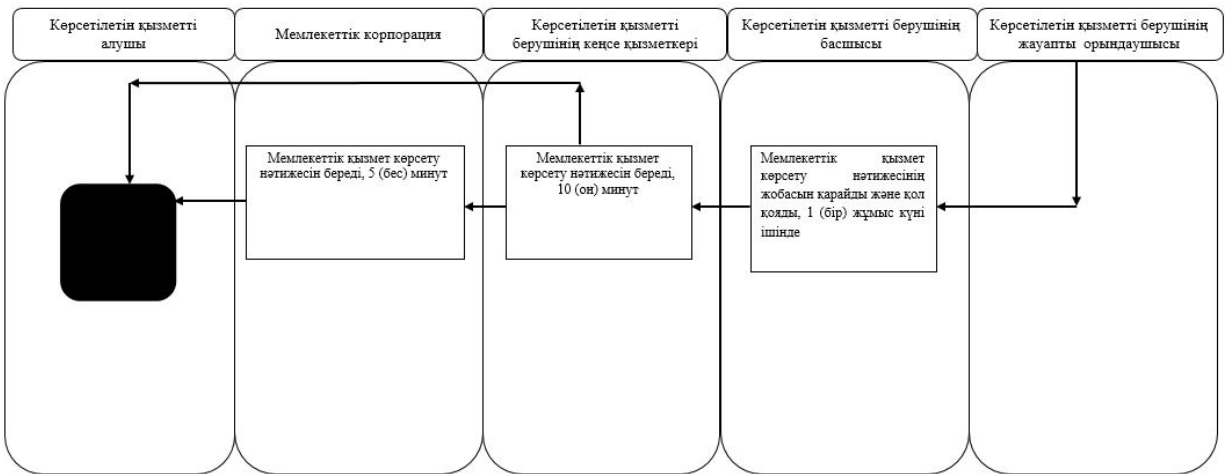 Көрсетілетін қызметті
алушы
Мемлекеттік корпорация
Көрсетілетін қызметті
берушінің кеңсе қызметкері
Көрсетілетін қызметті берушінің
басшысы
Көрсетілетін қызметті берушінің
жауапты орындаушысы
Мемлекеттік қызмет көрсету
нәтижесін береді, 5 (бес) минут
Мемлекеттік қызмет
көрсету нәтижесін береді,
10 (он) минут
Мемлекеттік қызмет
көрсету нәтижесінің
жобасын қарайды және қол
қояды, 1 (бір) жұмыс күні
ішінде